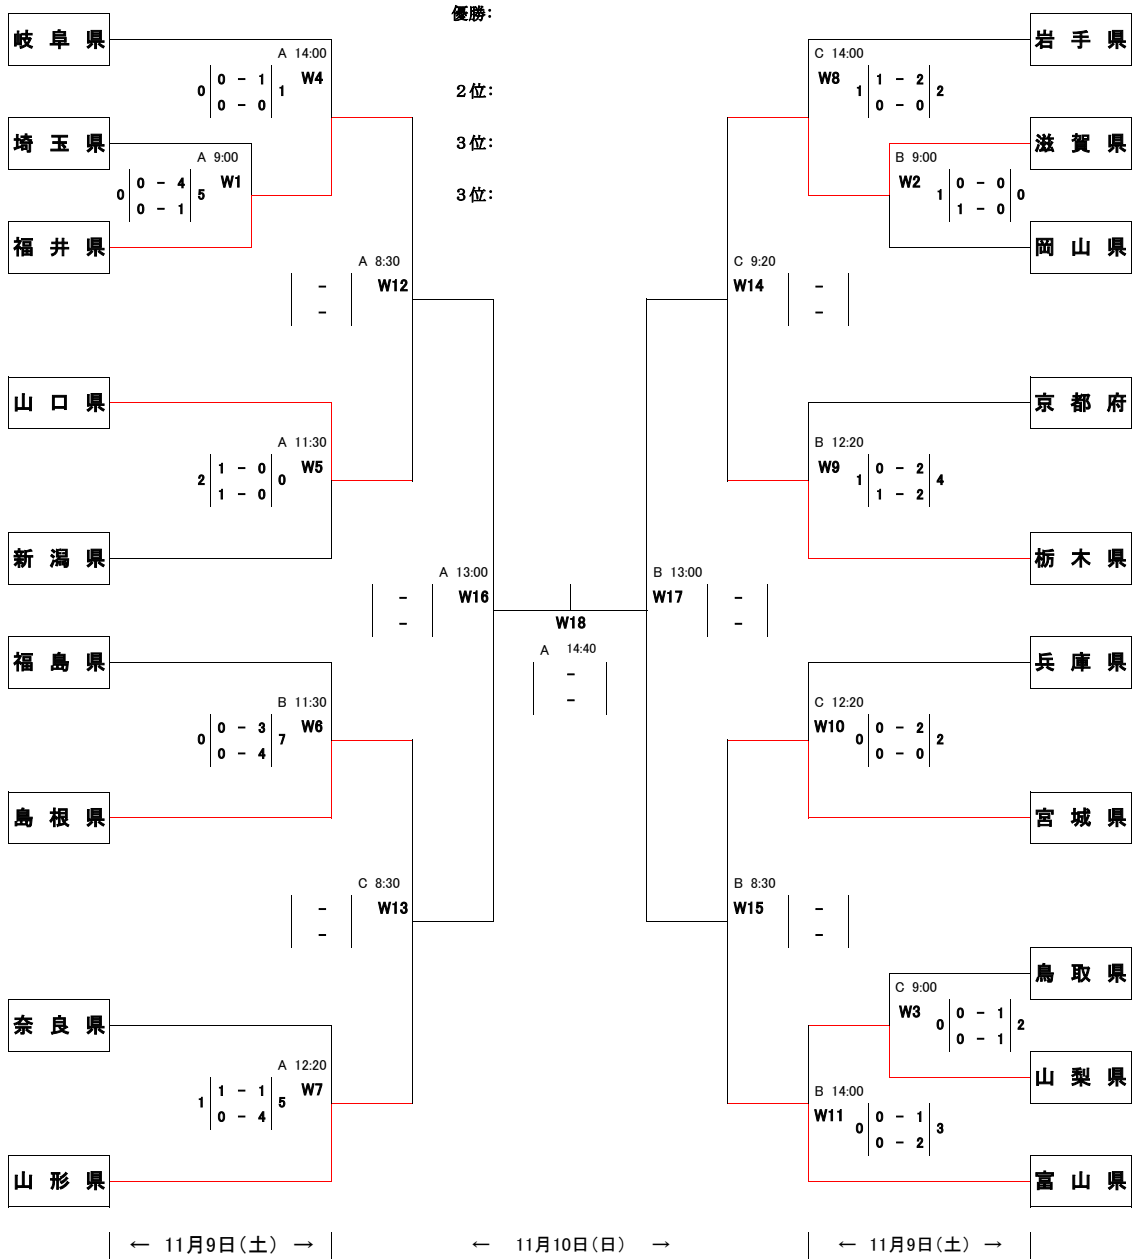 優勝：
２位：
３位：
３位：
岐阜県
A 14:00
W4
0 0 - 1 1
0 - 0
埼玉県
A 9:00
W1
0 0 - 4 5
0 - 1
福井県
A 8:30
W12
-
-
山口県
A 11:30
W5
2 1 - 0 0
1 - 0
新潟県
A 13:00
W16
-
-
福島県
B 11:30
W6
0 0 - 3 7
0 - 4
島根県
C 8:30
W13
-
-
奈良県
A 12:20
W7
1 1 - 1 5
0 - 4
山形県
W18
A 14:40
-
-
岩手県
C 14:00
W8
1 1 - 2 2
0 - 0
滋賀県
B 9:00
W2
1 0 - 0 0
1 - 0
岡山県
C 9:20
W14
-
-
京都府
B 12:20
W9
1 0 - 2 4
1 - 2
栃木県
B 13:00
W17
-
-
兵庫県
C 12:20
W10
0 0 - 2 2
0 - 0
宮城県
B 8:30
W15
-
-
鳥取県
C 9:00
W3
0 0 - 1 2
0 - 1
山梨県
B 14:00
W11
0 0 - 1 3
0 - 2
富山県
← 11月9日（土） →
← 11月10日（日） →
← 11月9日（土） →